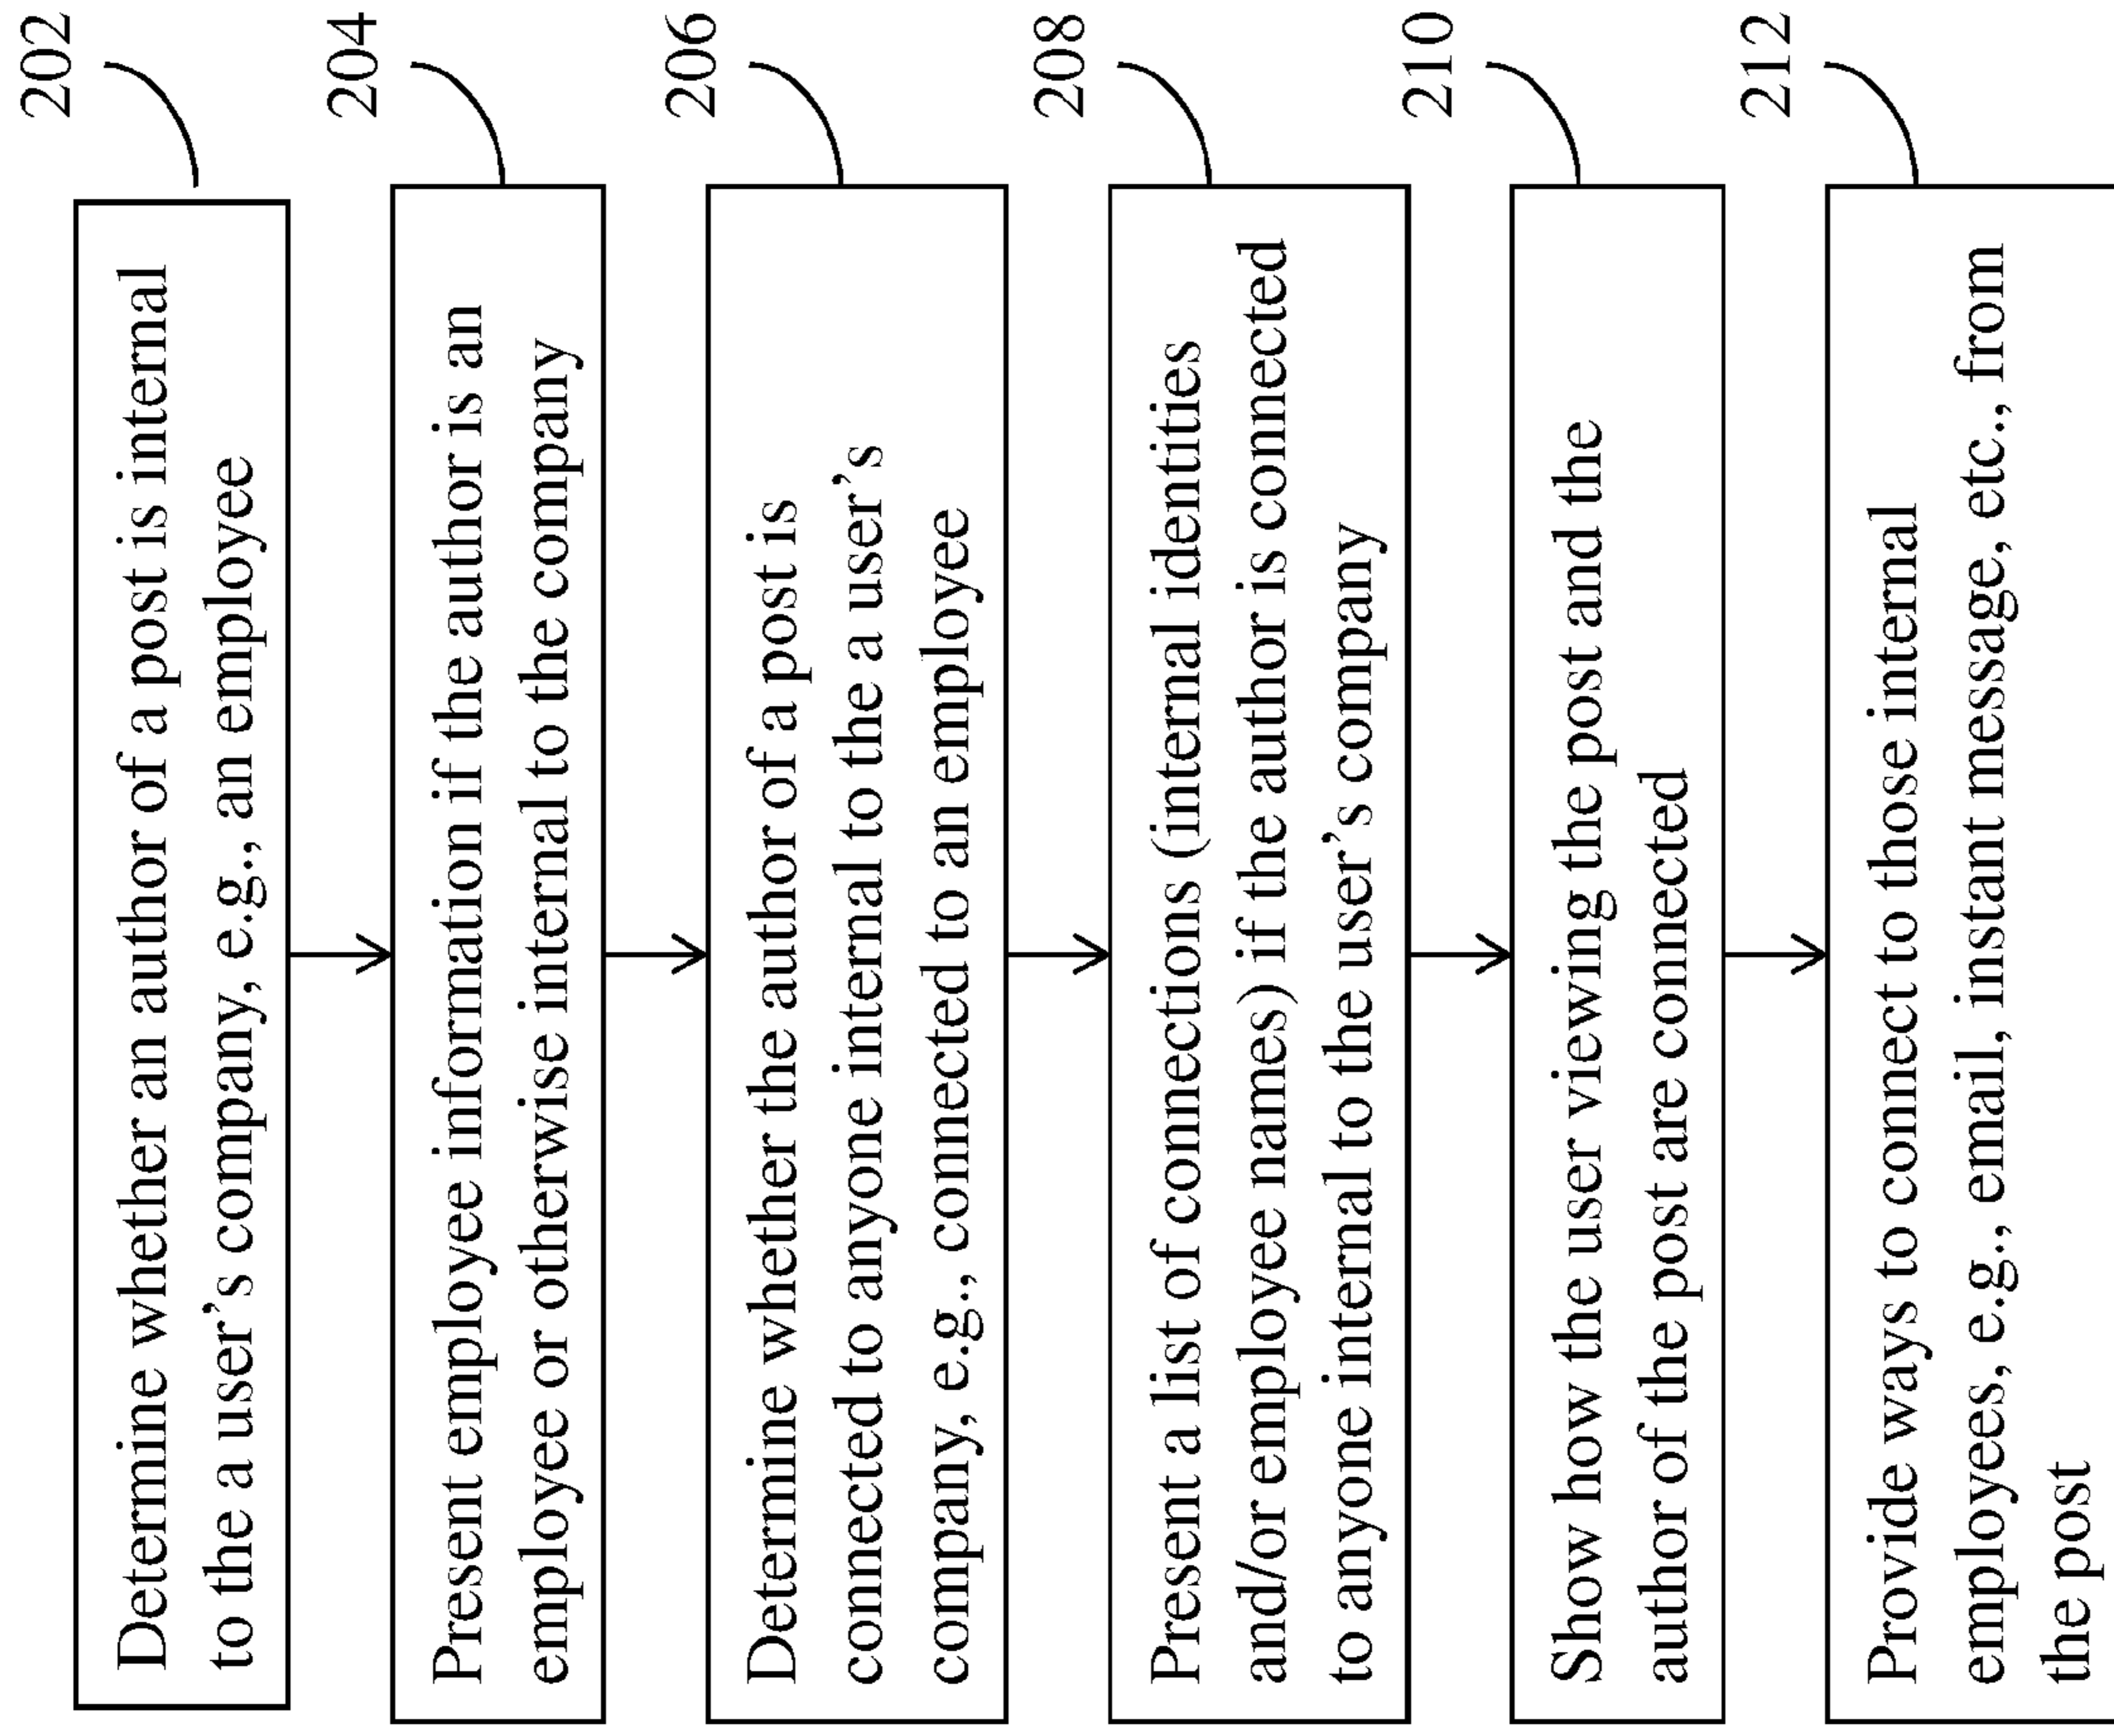 202
Determine whether an author of a post is internal
to the a user's company, e.g., an employee
204
Present employee information if the author is an
employee or otherwise internal to the company
206
Determine whether the author of a post is
connected to anyone internal to the a user's
company, e.g., connected to an employee
208
Present a list of connections (internal identities
and/or employee names) if the author is connected
to anyone internal to the user's company
210
Show how the user viewing the post and the
author of the post are connected
212
Provide ways to connect to those internal
employees, e.g., email, instant message, etc., from
the post